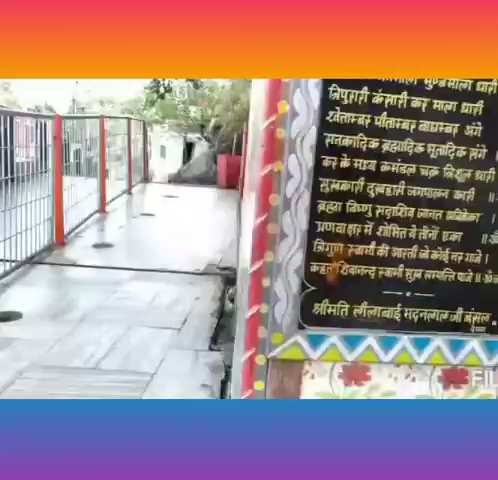 मुण्डमाला धारी
त्रिपुरारी कंसारी कर माला धारी
श्वेताम्बर पीताम्बर बाघम्बर अंगे
सनकादिक ब्रह्मादिक भूतादिक संगे
कर के मध्य कमंडल चक्र त्रिशूल धारी
सुखकारी दुखहारी जगपालन कारी ॥
ब्रह्मा विष्णु सदाशिव जानत अविवेका
प्रणवाक्षर में शोभित ये तीनों एका ॥ॐ
त्रिगुण स्वामी की आरती जो कोई नर गावे ।
कहत शिवानन्द स्वामी सुख सम्पत्ति पावे ॥ ॐ
श्रीमति लीलाबाई मदनलाल जी बंसल